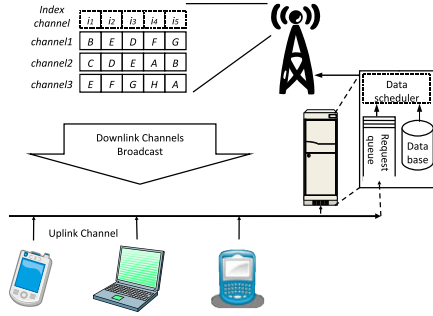 Index
channel i1 i2 i3 i4 i5
channel1 B E D F G
channel2 C D E A B
channel3 E F G H A
Data
scheduler
Request
queue
Data
base
Downlink Channels
Broadcast
Uplink Channel